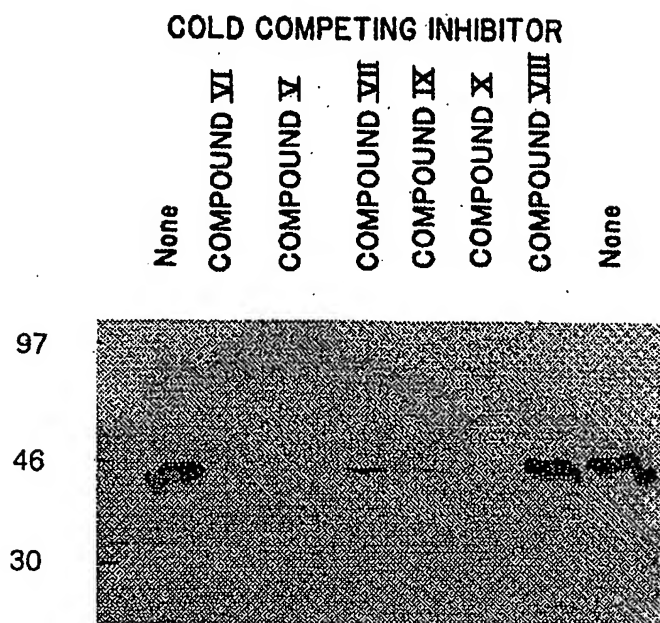 COLD COMPETING INHIBITOR
None
COMPOUND VI
COMPOUND V
COMPOUND VII
COMPOUND IX
COMPOUND X
COMPOUND VIII
None
97
46
30